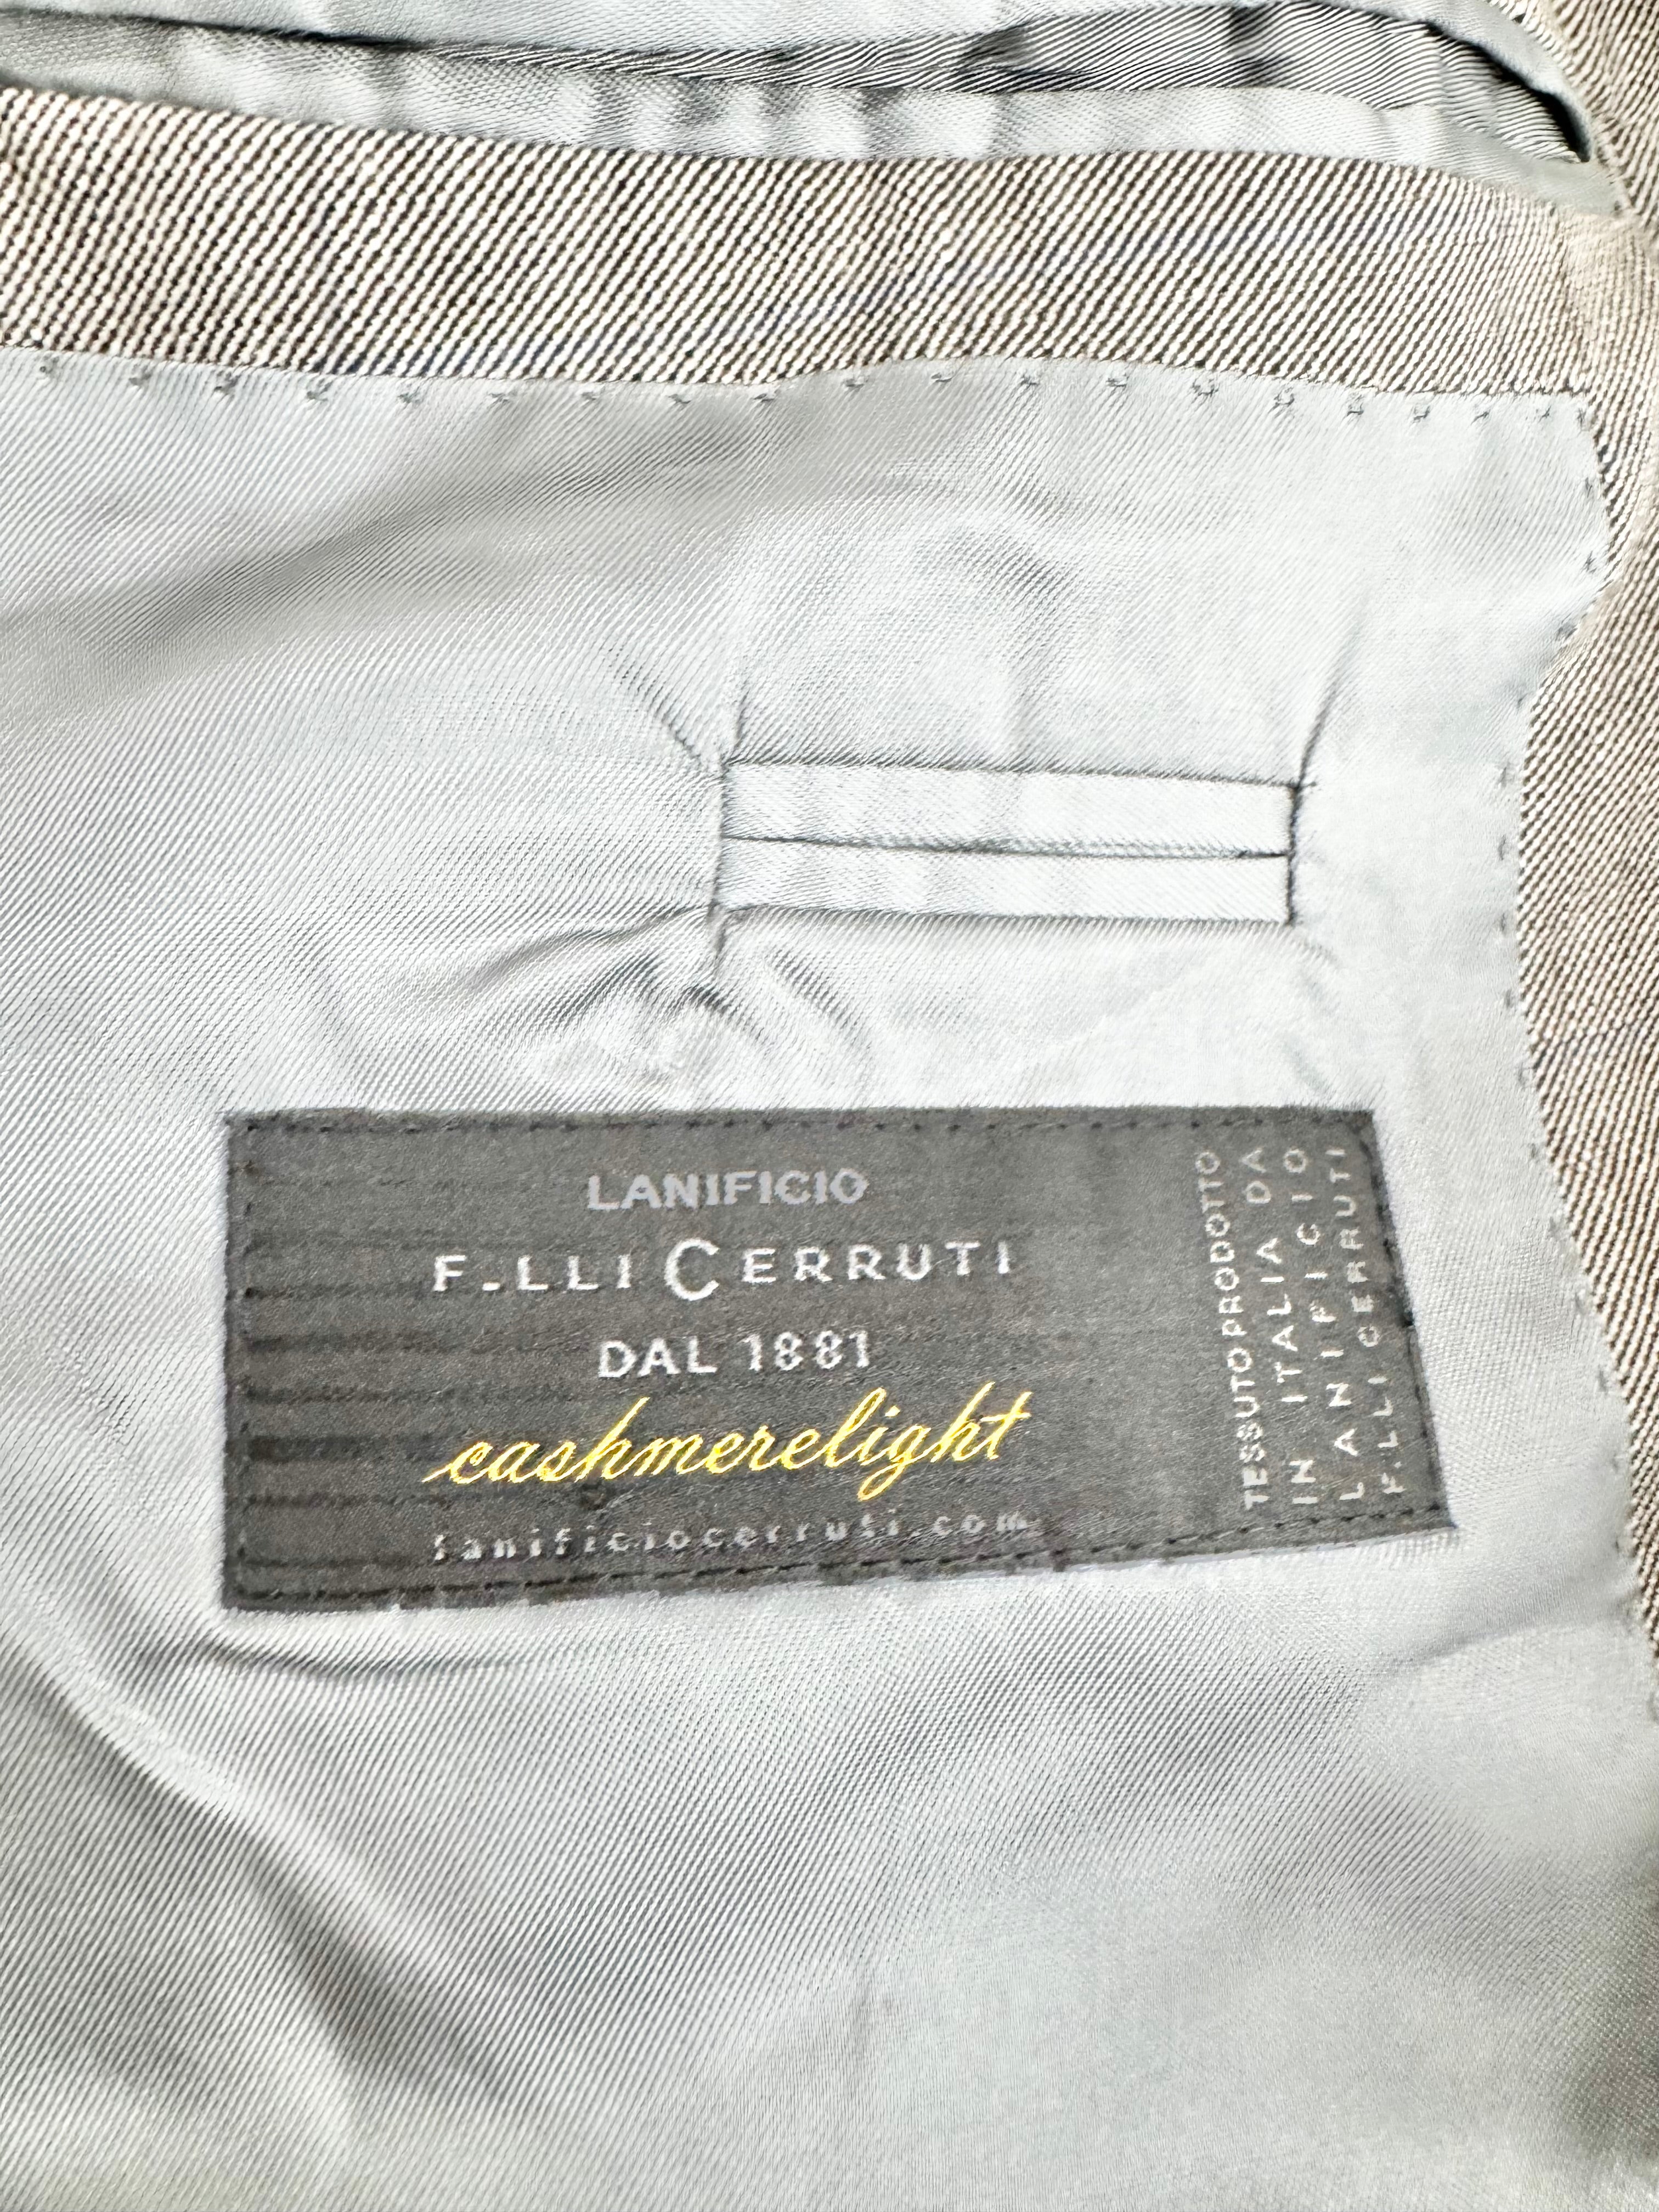 LANIFICIO
F.LLI CERRUTI
DAL 1881
cashmerelight
lanificiocerruti.com
TESSUTO PRODOTTO
IN ITALIA DA
LANIFICIO
F.LLI CERRUTI